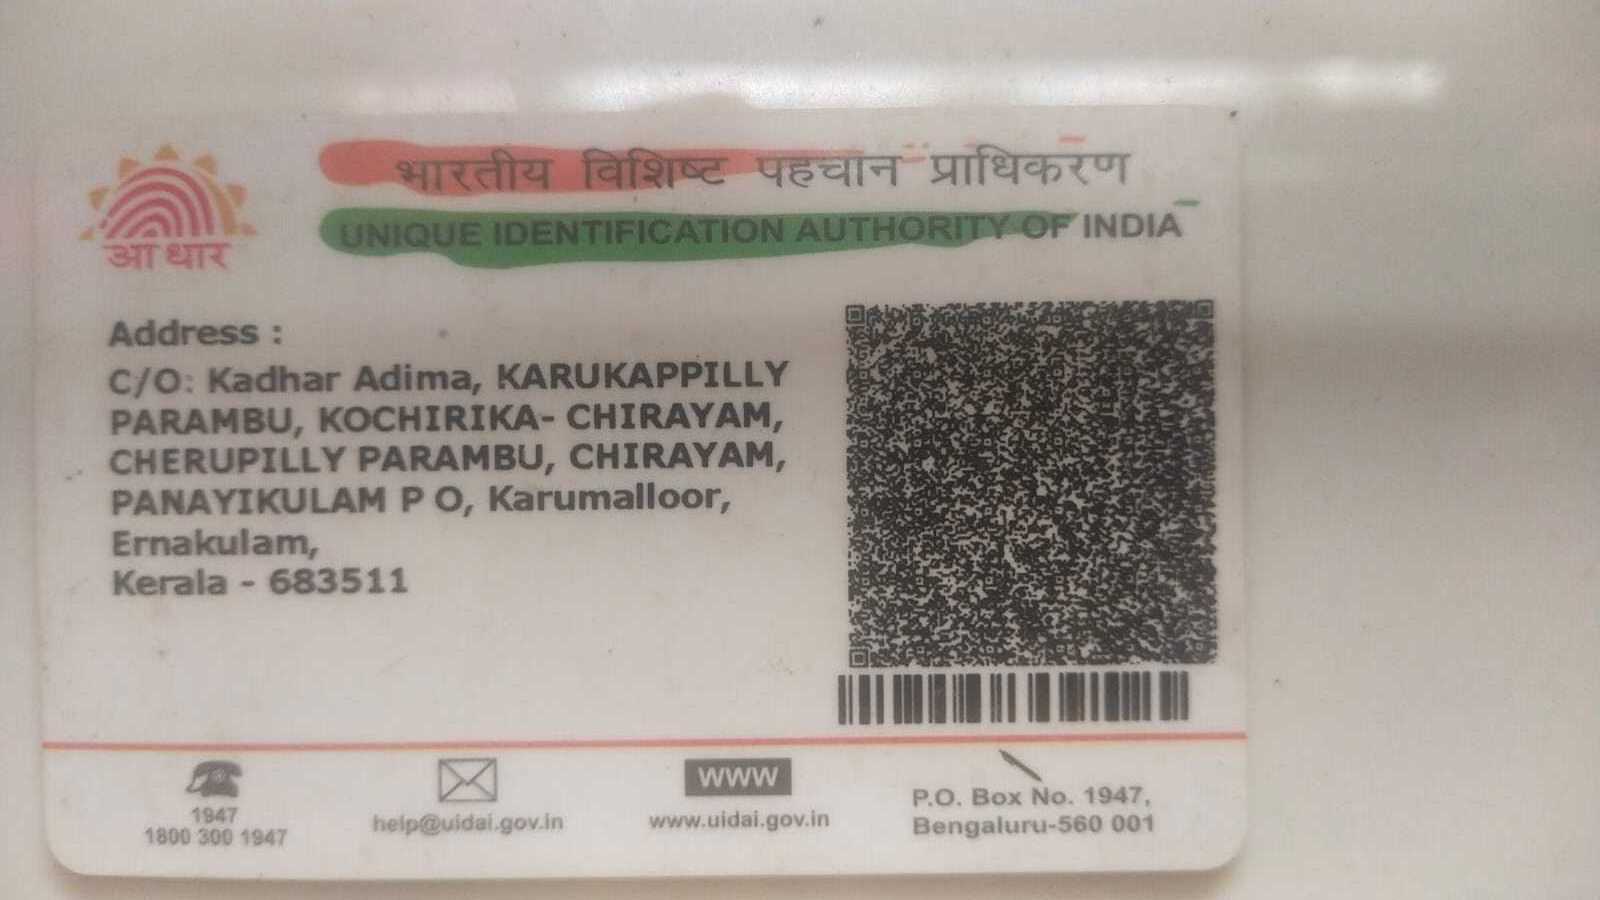 आधार
भारतीय विशिष्ट पहचान प्राधिकरण
UNIQUE IDENTIFICATION AUTHORITY OF INDIA
Address :
C/O: Kadhar Adima, KARUKAPPILLY
PARAMBU, KOCHIRIKA- CHIRAYAM,
CHERUPILLY PARAMBU, CHIRAYAM,
PANAYIKULAM P O, Karumalloor,
Ernakulam,
Kerala - 683511
1947
1800 300 1947
help@uidai.gov.in
www
www.uidai.gov.in
P.O. Box No. 1947,
Bengaluru-560 001